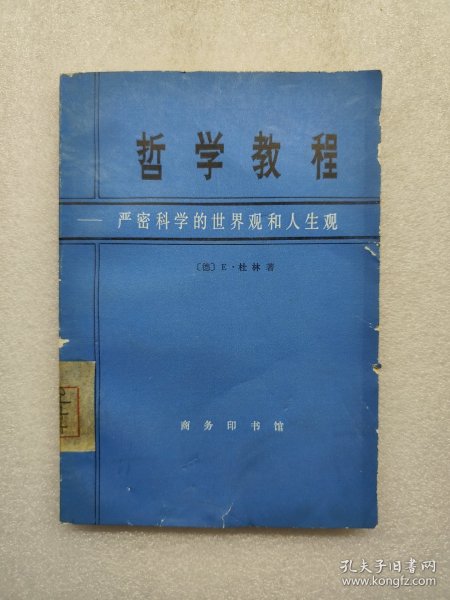 哲学教程
——严密科学的世界观和人生观
〔德〕E·杜林著
商务印书馆
孔夫子旧书网
www.kongfz.com